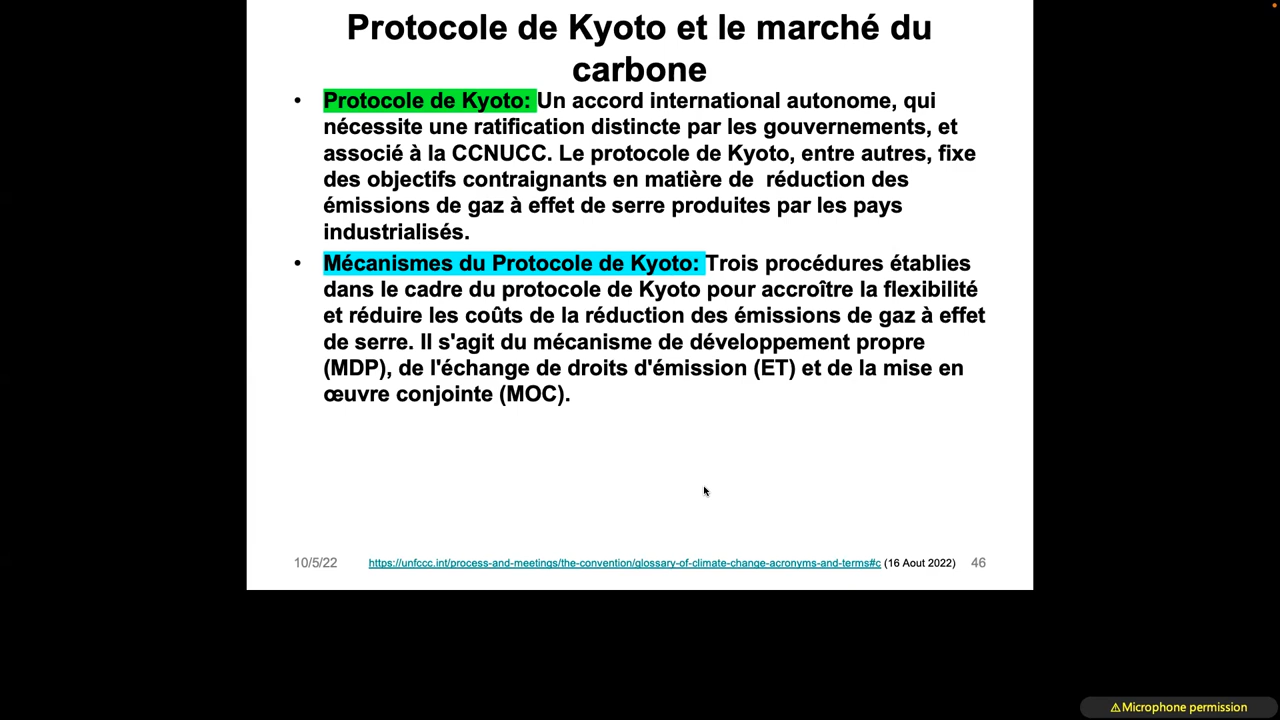 Protocole de Kyoto et le marché du
carbone
• Protocole de Kyoto: Un accord international autonome, qui
nécessite une ratification distincte par les gouvernements, et
associé à la CCNUCC. Le protocole de Kyoto, entre autres, fixe
des objectifs contraignants en matière de  réduction des
émissions de gaz à effet de serre produites par les pays
industrialisés.
• Mécanismes du Protocole de Kyoto: Trois procédures établies
dans le cadre du protocole de Kyoto pour accroître la flexibilité
et réduire les coûts de la réduction des émissions de gaz à effet
de serre. Il s'agit du mécanisme de développement propre
(MDP), de l'échange de droits d'émission (ET) et de la mise en
œuvre conjointe (MOC).
10/5/22 https://unfccc.int/process-and-meetings/the-convention/glossary-of-climate-change-acronyms-and-terms#c (16 Aout 2022) 46
⚠Microphone permission